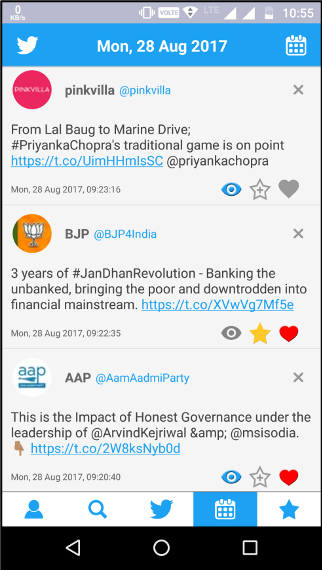 0
KB/s
VOLTE
LTE
10:55
Mon, 28 Aug 2017
PINKVILLA
pinkvilla @pinkvilla
From Lal Baug to Marine Drive;
#PriyankaChopra's traditional game is on point
https://t.co/UimHHmIsSC @priyankachopra
Mon, 28 Aug 2017, 09:23:16
BJP @BJP4India
3 years of #JanDhanRevolution - Banking the
unbanked, bringing the poor and downtrodden into
financial mainstream. https://t.co/XVwVg7Mf5e
Mon, 28 Aug 2017, 09:22:35
aap
AAP @AamAadmiParty
This is the Impact of Honest Governance under the
leadership of @ArvindKejriwal &amp; @msisodia.
👇🏽 https://t.co/2W8ksNyb0d
Mon, 28 Aug 2017, 09:20:40